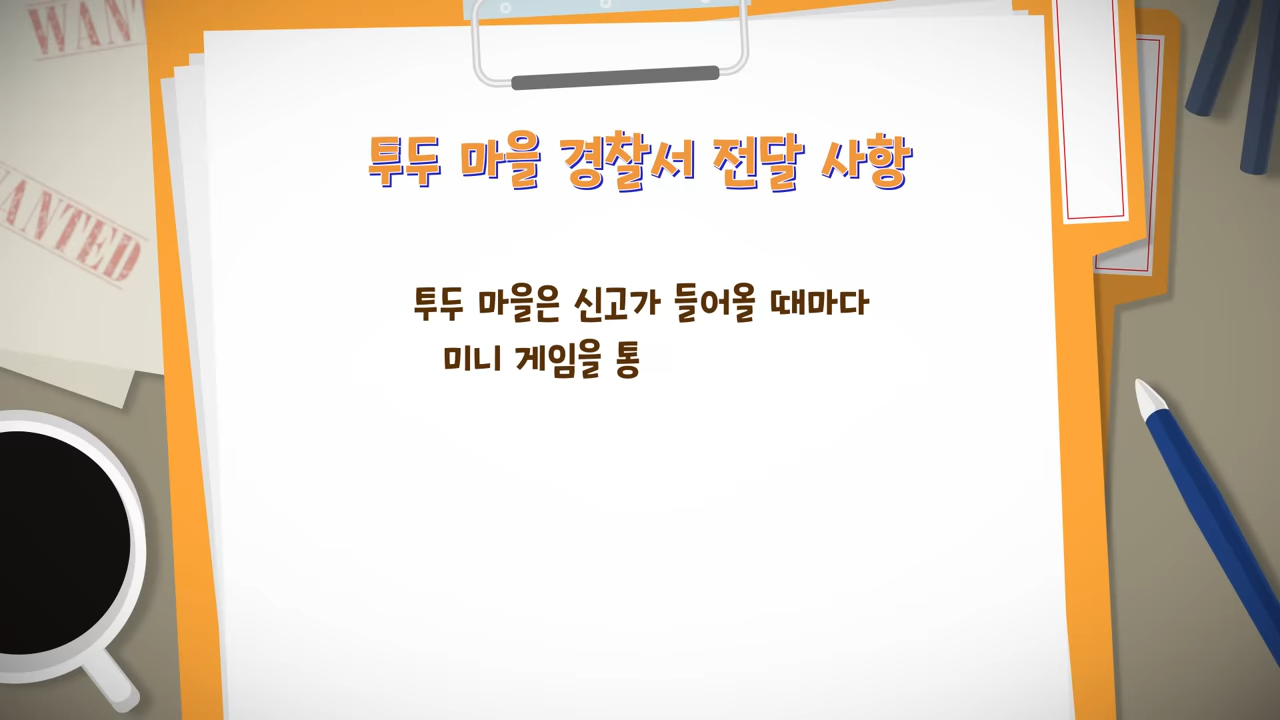 WANT
WANTED
투두 마을 경찰서 전달 사항
투두 마을은 신고가 들어올 때마다
미니 게임을 통